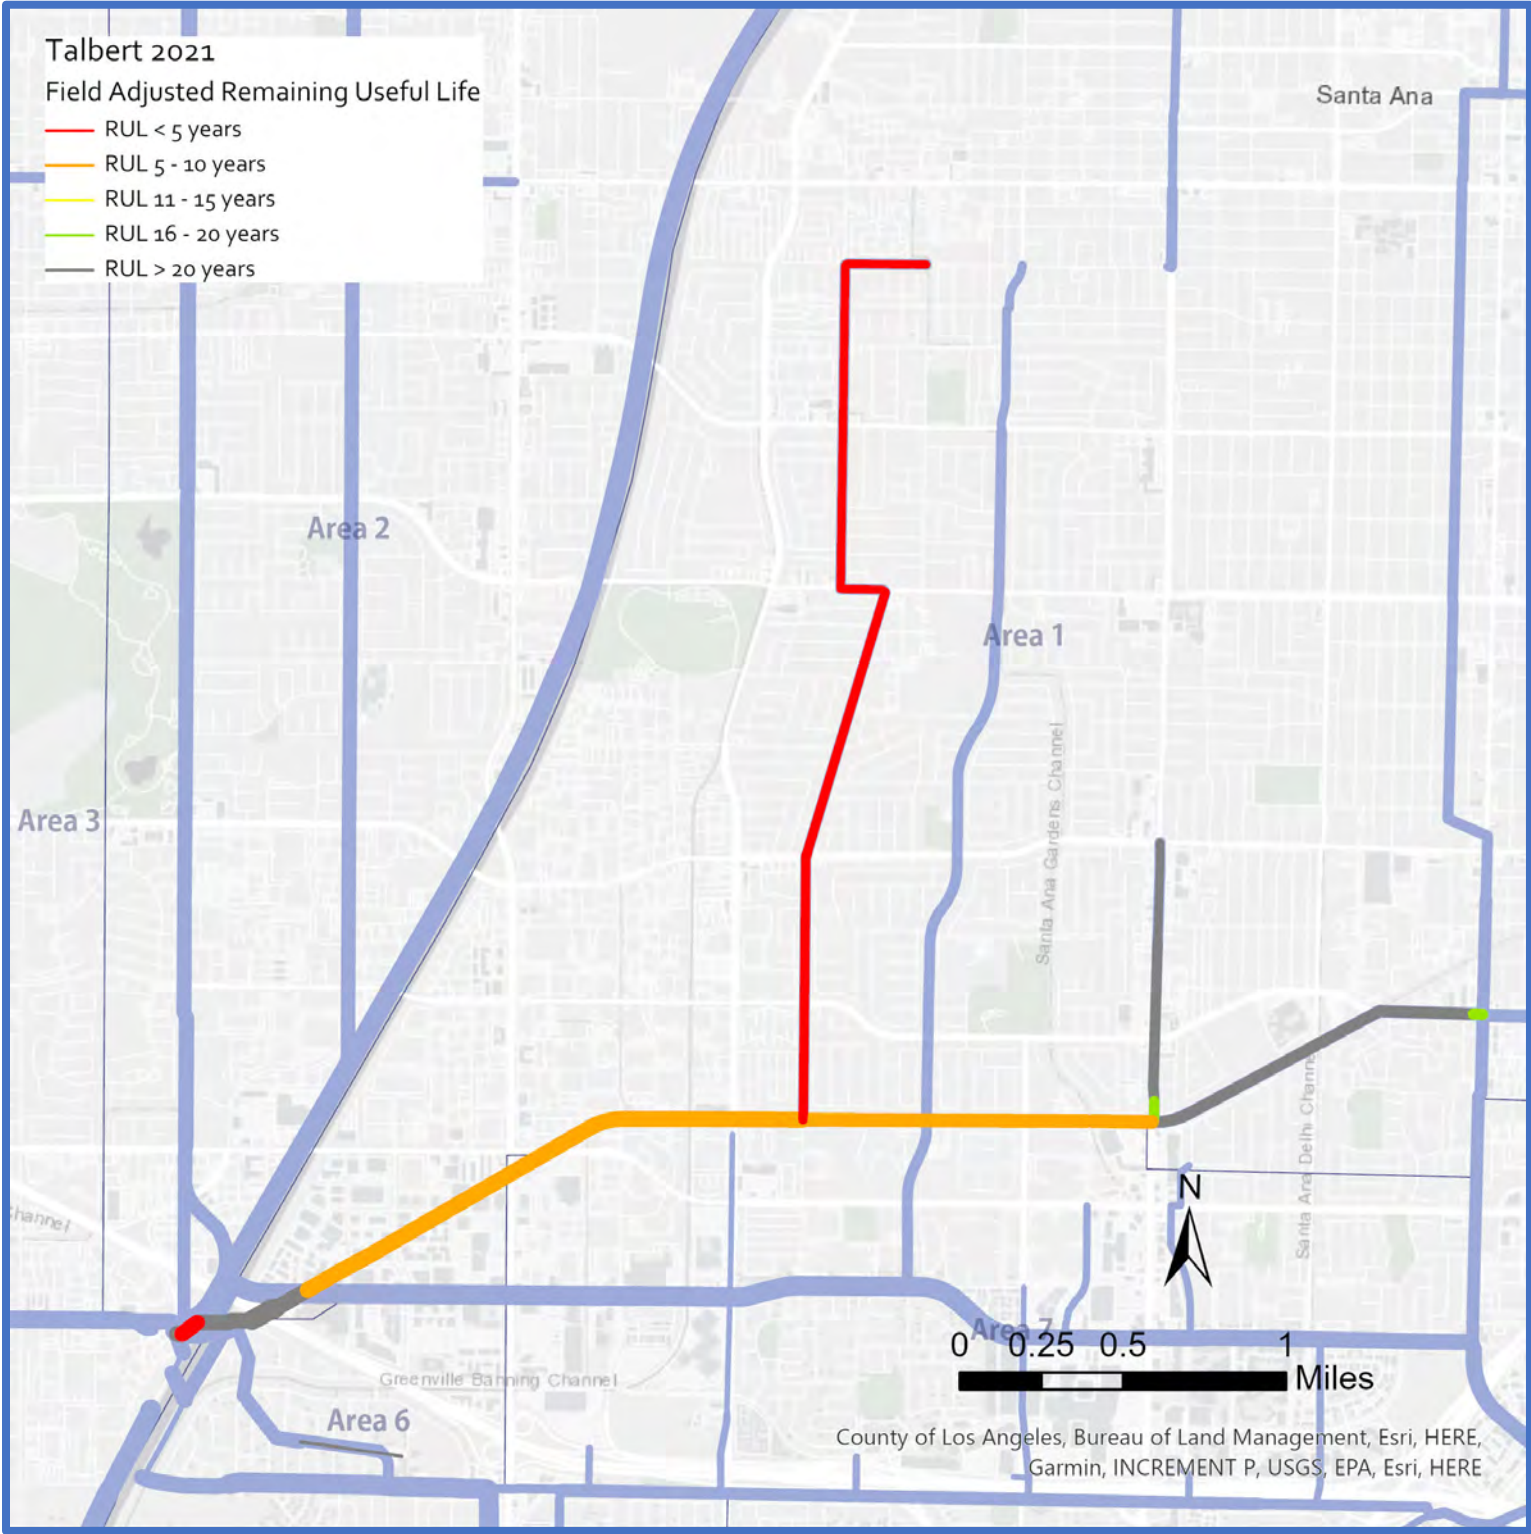 Talbert 2021
Field Adjusted Remaining Useful Life
RUL < 5 years
RUL 5 - 10 years
RUL 11 - 15 years
RUL 16 - 20 years
RUL > 20 years
Santa Ana
Area 2
Area 1
Santa Ana Gardens Channel
Area 3
Santa Ana Delhi Channe
Channel
N
Area 7
0 0.25 0.5 1
Miles
Greenville Banning Channel
Area 6
County of Los Angeles, Bureau of Land Management, Esri, HERE,
Garmin, INCREMENT P, USGS, EPA, Esri, HERE